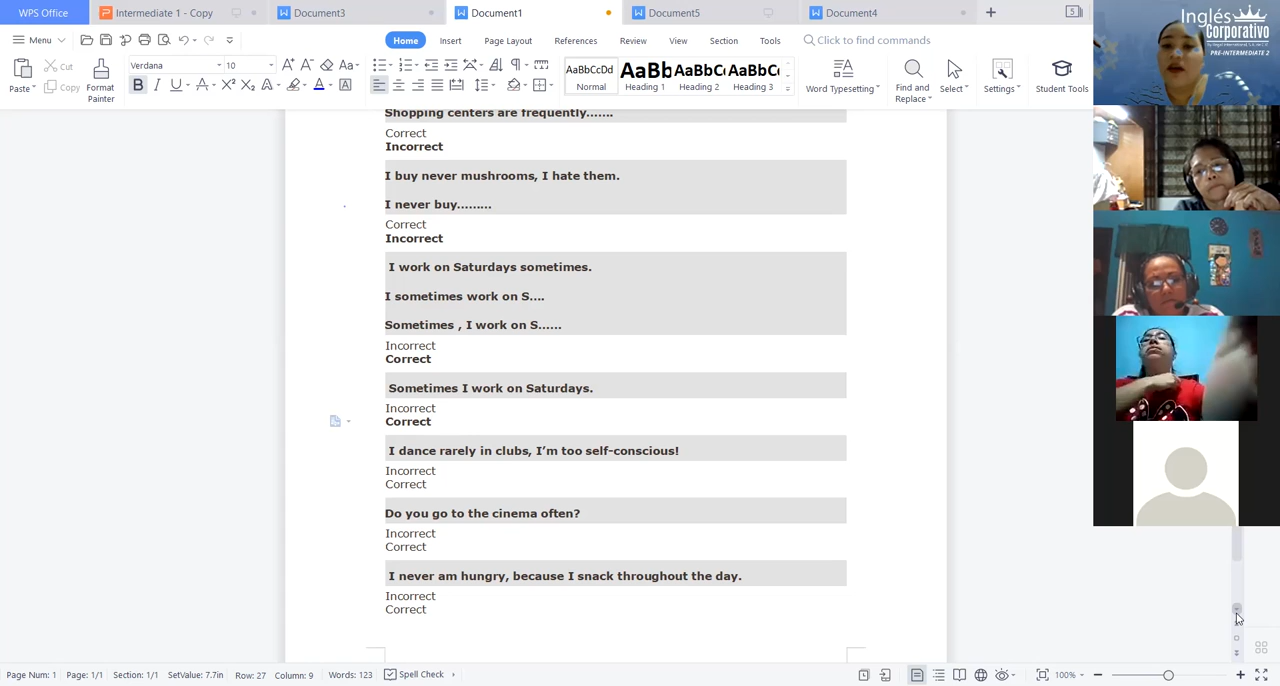 WPS Office
Intermediate 1 - Copy
Document3
Document1
Document5
Document4
5
Menu
Home
Insert
Page Layout
References
Review
View
Section
Tools
Click to find commands
Paste
Cut
Copy
Format
Painter
Verdana
10
AaBbCcDd
Normal
Heading 1
Heading 2
Heading 3
Word Typesetting
Find and
Replace
Select
Settings
Student Tools
Inglés
Corporativo
PRE-INTERMEDIATE 2
Shopping centers are frequently.......
Correct
Incorrect
I buy never mushrooms, I hate them.
I never buy.........
Correct
Incorrect
I work on Saturdays sometimes.
I sometimes work on S....
Sometimes , I work on S......
Incorrect
Correct
Sometimes I work on Saturdays.
Incorrect
Correct
I dance rarely in clubs, I’m too self-conscious!
Incorrect
Correct
Do you go to the cinema often?
Incorrect
Correct
I never am hungry, because I snack throughout the day.
Incorrect
Correct
Page Num: 1 Page: 1/1 Section: 1/1 SetValue: 7.7in Row: 27 Column: 9 Words: 123 Spell Check
100%